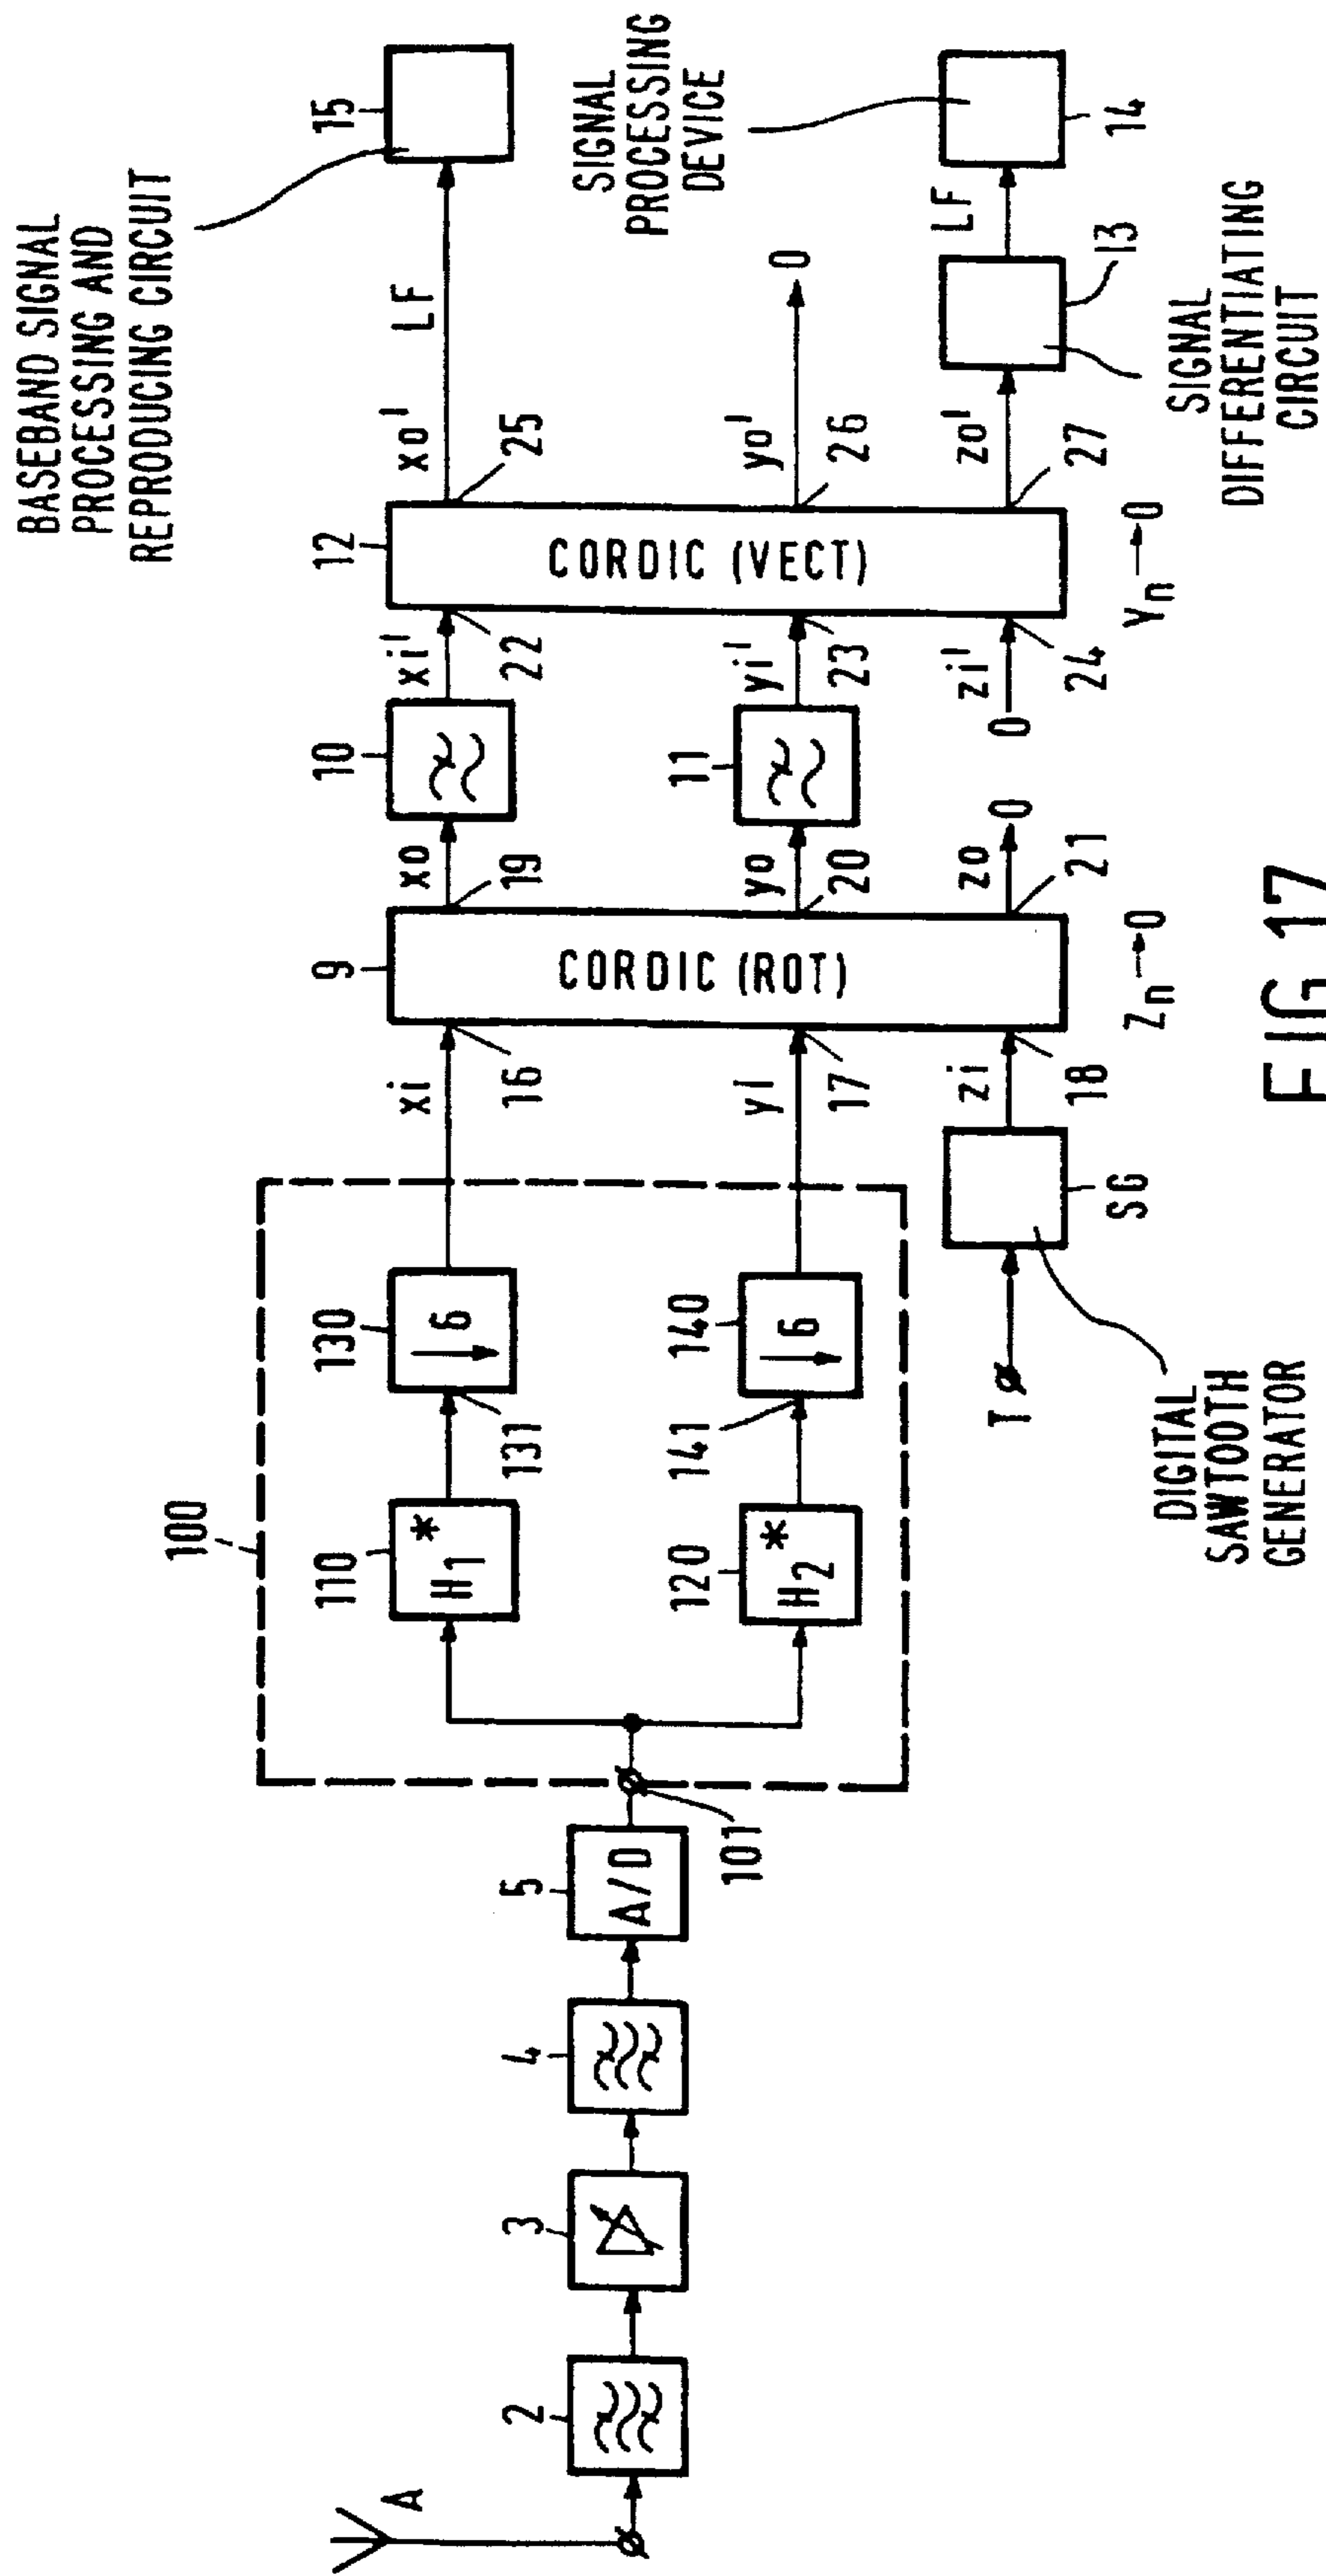 BASEBAND SIGNAL
PROCESSING AND
REPRODUCING CIRCUIT
15
SIGNAL
PROCESSING
DEVICE
14
LF
13
SIGNAL
DIFFERENTIATING
CIRCUIT
LF
xo'
25
yo'
26
0
zo'
27
12
CORDIC (VECT)
Yn→0
xi'
22
yi'
23
zi'
24
0
10
11
xo
19
yo
20
zo
21
0
9
CORDIC (ROT)
Zn→0
xi
16
yi
17
zi
18
SG
T
DIGITAL
SAWTOOTH
GENERATOR
100
130
↓ 6
131
140
↓ 6
141
110
H1*
120
H2*
101
5
A/D
4
3
2
A
FIG. 17